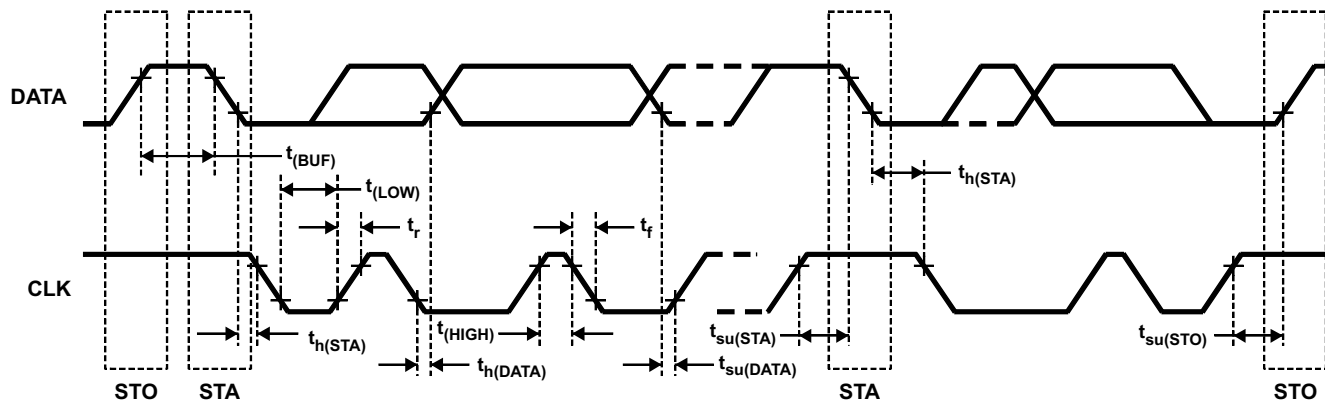 DATA
t(BUF)
t(LOW)
th(STA)
tr
tf
CLK
th(STA)
t(HIGH)
th(DATA)
tsu(DATA)
tsu(STA)
tsu(STO)
STO
STA
STA
STO